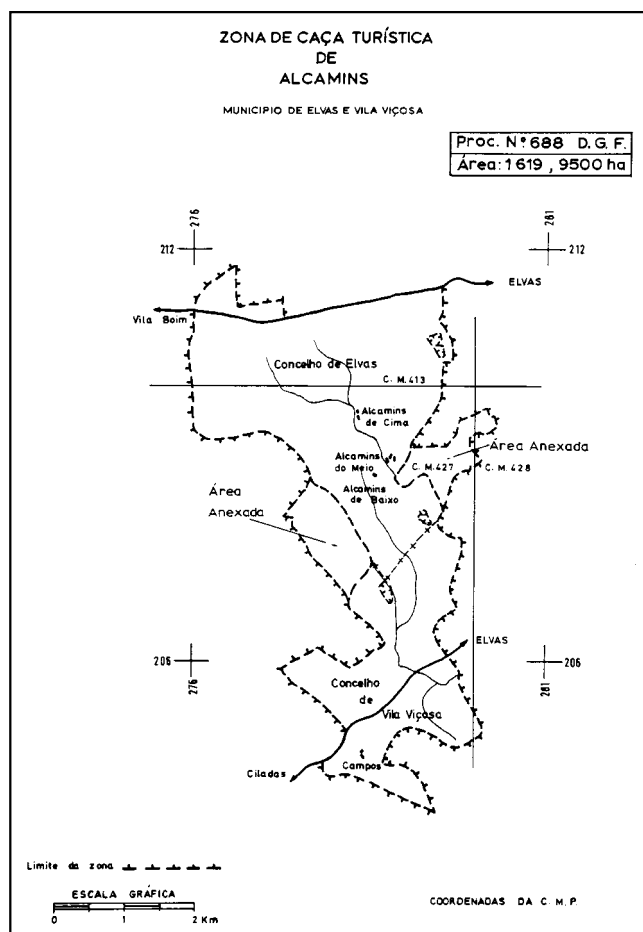 ZONA DE CAÇA TURÍSTICA
DE
ALCAMINS
MUNICIPIO DE ELVAS E VILA VIÇOSA
Proc. Nº 688 D. G. F.
Área: 1 619 , 9500 ha
276
281
212
212
ELVAS
Vila Boim
Concelho de Elvas
C. M. 413
Alcamins
de Cima
Área Anexada
Alcamins
do Meio
C. M. 427
C. M. 428
Alcamins
de Baixo
Área
Anexada
ELVAS
206
206
276
281
Concelho
de
Vila Viçosa
Campos
Ciladas
Limite da zona
ESCALA GRÁFICA
0 1 2 Km
COORDENADAS DA C. M. P.